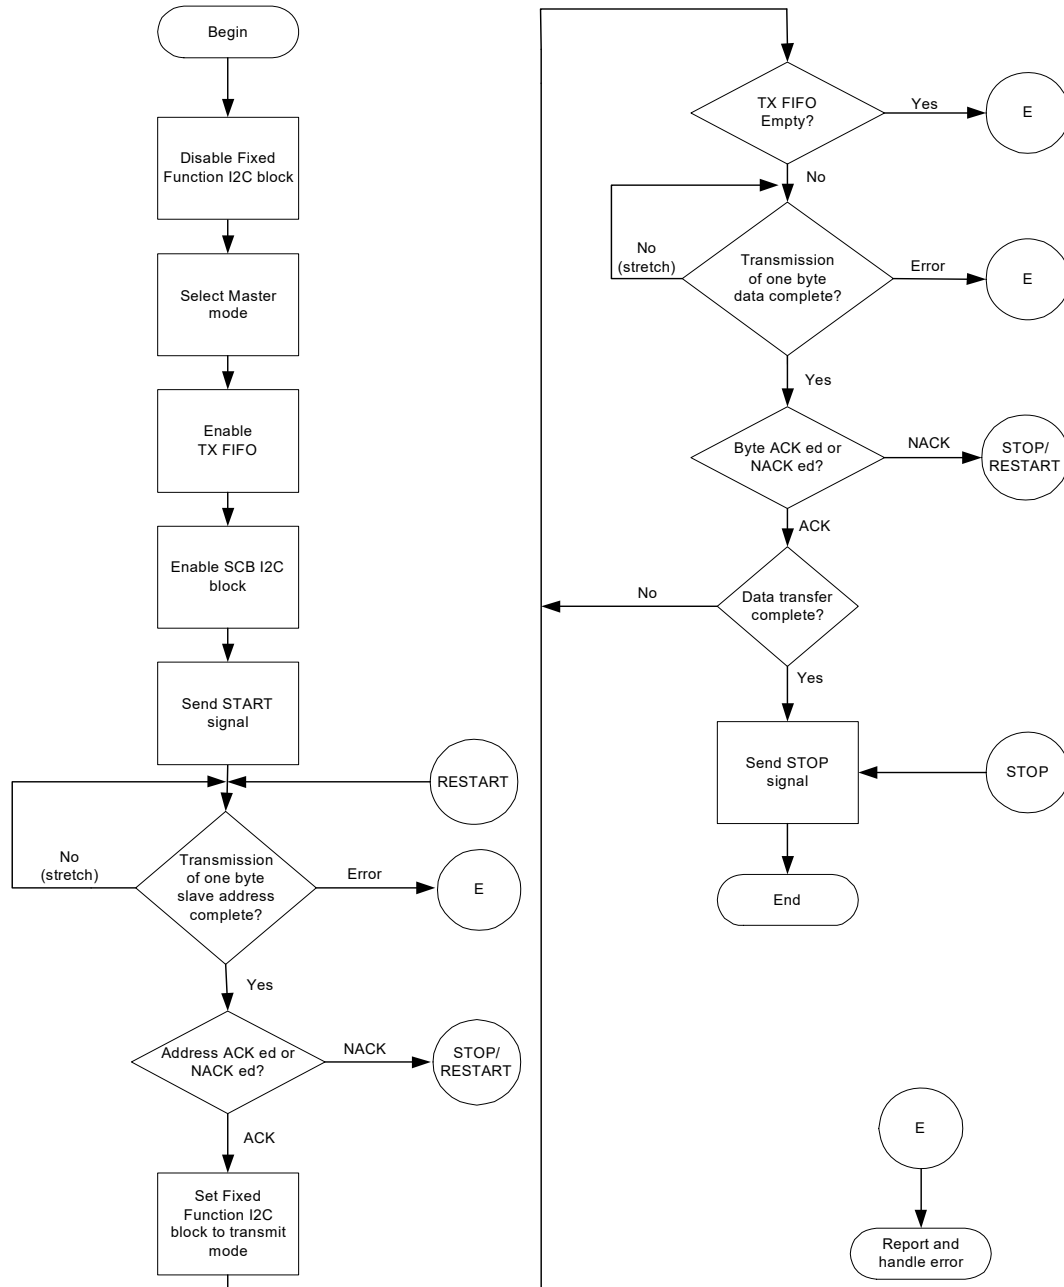 Begin
Disable Fixed
Function I2C block
Select Master
mode
Enable
TX FIFO
Enable SCB I2C
block
Send START
signal
RESTART
No
(stretch)
Transmission
of one byte
slave address
complete?
Error
E
Yes
Address ACK ed or
NACK ed?
NACK
STOP/
RESTART
ACK
Set Fixed
Function I2C
block to transmit
mode
TX FIFO
Empty?
Yes
E
No
No
(stretch)
Transmission
of one byte
data complete?
Error
E
Yes
Byte ACK ed or
NACK ed?
NACK
STOP/
RESTART
ACK
Data transfer
complete?
No
Yes
Send STOP
signal
STOP
End
E
Report and
handle error